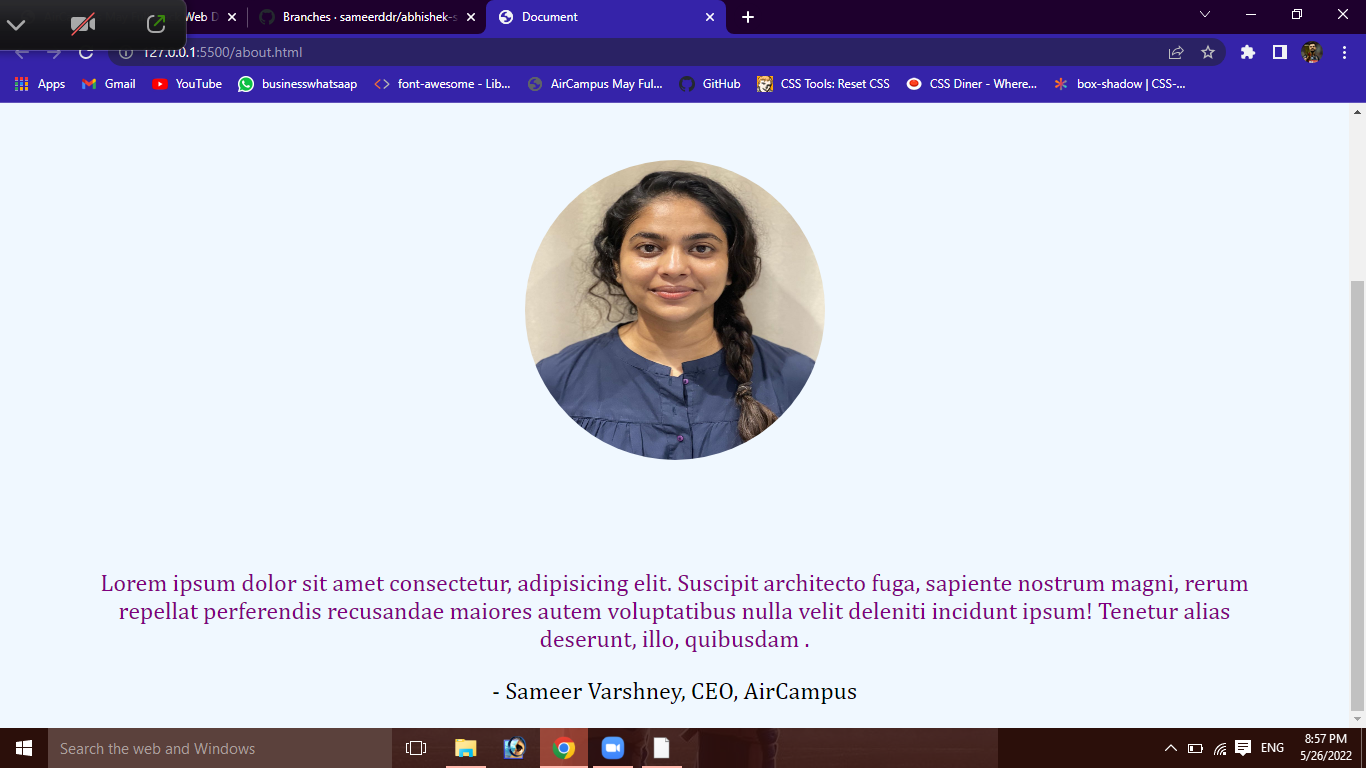 Web D
Branches · sameerddr/abhishek-s
Document
127.0.0.1:5500/about.html
Apps
Gmail
YouTube
businesswhatsaap
font-awesome - Lib...
AirCampus May Ful...
GitHub
CSS Tools: Reset CSS
CSS Diner - Where...
box-shadow | CSS-...
Lorem ipsum dolor sit amet consectetur, adipisicing elit. Suscipit architecto fuga, sapiente nostrum magni, rerum
repellat perferendis recusandae maiores autem voluptatibus nulla velit deleniti incidunt ipsum! Tenetur alias
deserunt, illo, quibusdam .
- Sameer Varshney, CEO, AirCampus
Search the web and Windows
ENG
8:57 PM
5/26/2022